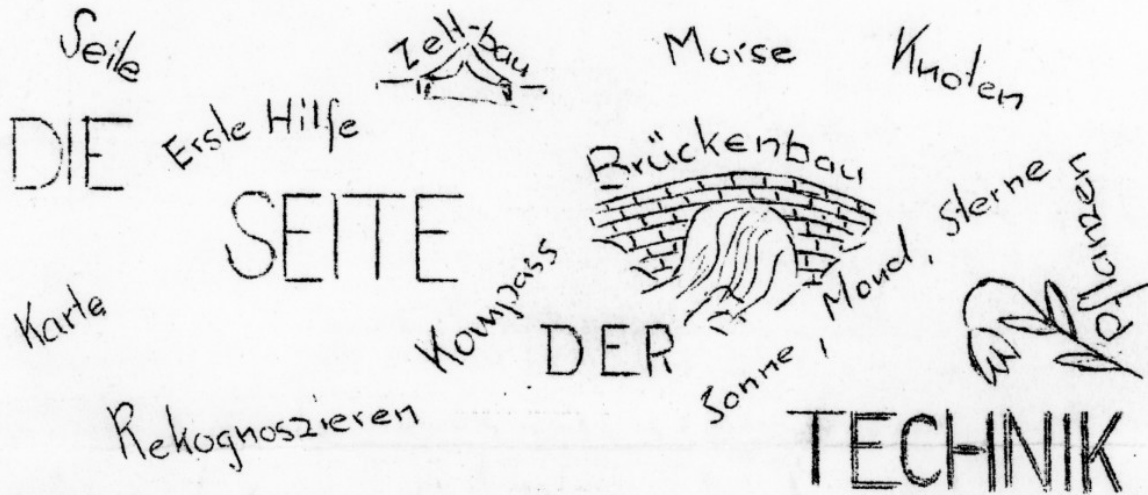 Seile
Zelt-bau
Morse
Knoten
DIE
Erste Hilfe
Brückenbau
SEITE
Pflanzen
Karte
Kompass
DER
Sonne, Mond, Sterne
Rekognoszieren
TECHNIK